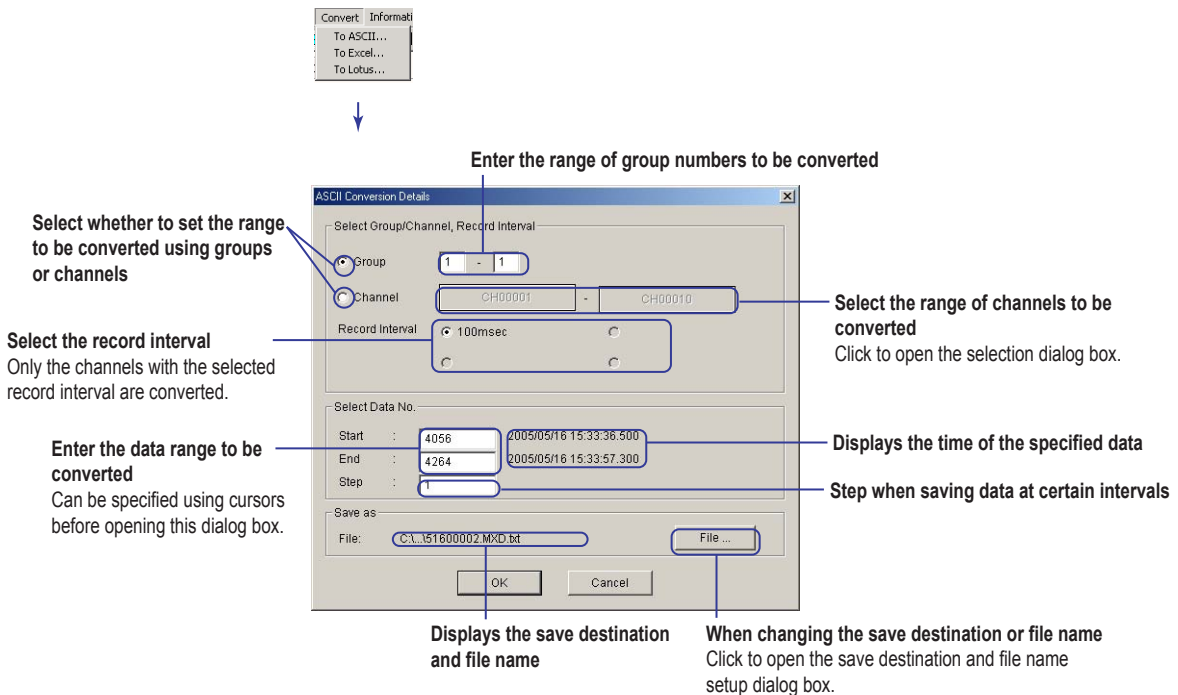 Convert Informati
To ASCII...
To Excel...
To Lotus...
Enter the range of group numbers to be converted
ASCII Conversion Details
Select whether to set the range
to be converted using groups
or channels
Select Group/Channel, Record Interval
Group 1 - 1
Channel CH00001 - CH00010
Select the range of channels to be
converted
Click to open the selection dialog box.
Record Interval 100msec
Select the record interval
Only the channels with the selected
record interval are converted.
Select Data No.
Start : 4056 2005/05/16 15:33:36.500
End : 4264 2005/05/16 15:33:57.300
Step : 1
Enter the data range to be
converted
Can be specified using cursors
before opening this dialog box.
Displays the time of the specified data
Step when saving data at certain intervals
Save as
File: C:\...\51600002.MXD.txt File ...
OK Cancel
Displays the save destination
and file name
When changing the save destination or file name
Click to open the save destination and file name
setup dialog box.